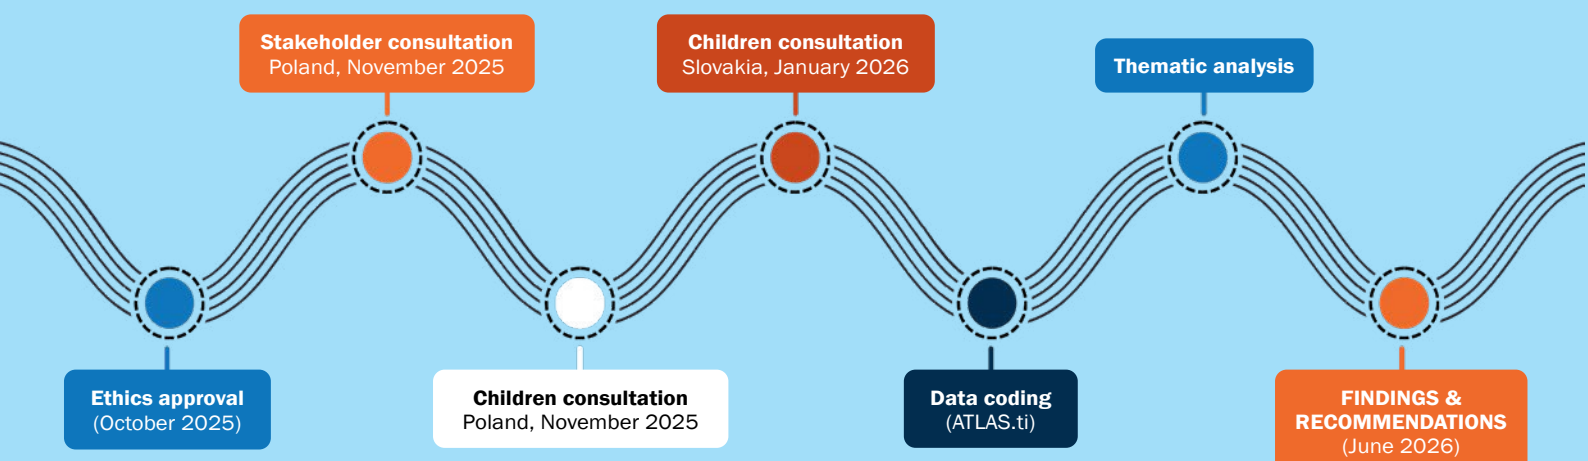 Ethics approval
(October 2025)
Stakeholder consultation
Poland, November 2025
Children consultation
Poland, November 2025
Children consultation
Slovakia, January 2026
Data coding
(ATLAS.ti)
Thematic analysis
FINDINGS &
RECOMMENDATIONS
(June 2026)